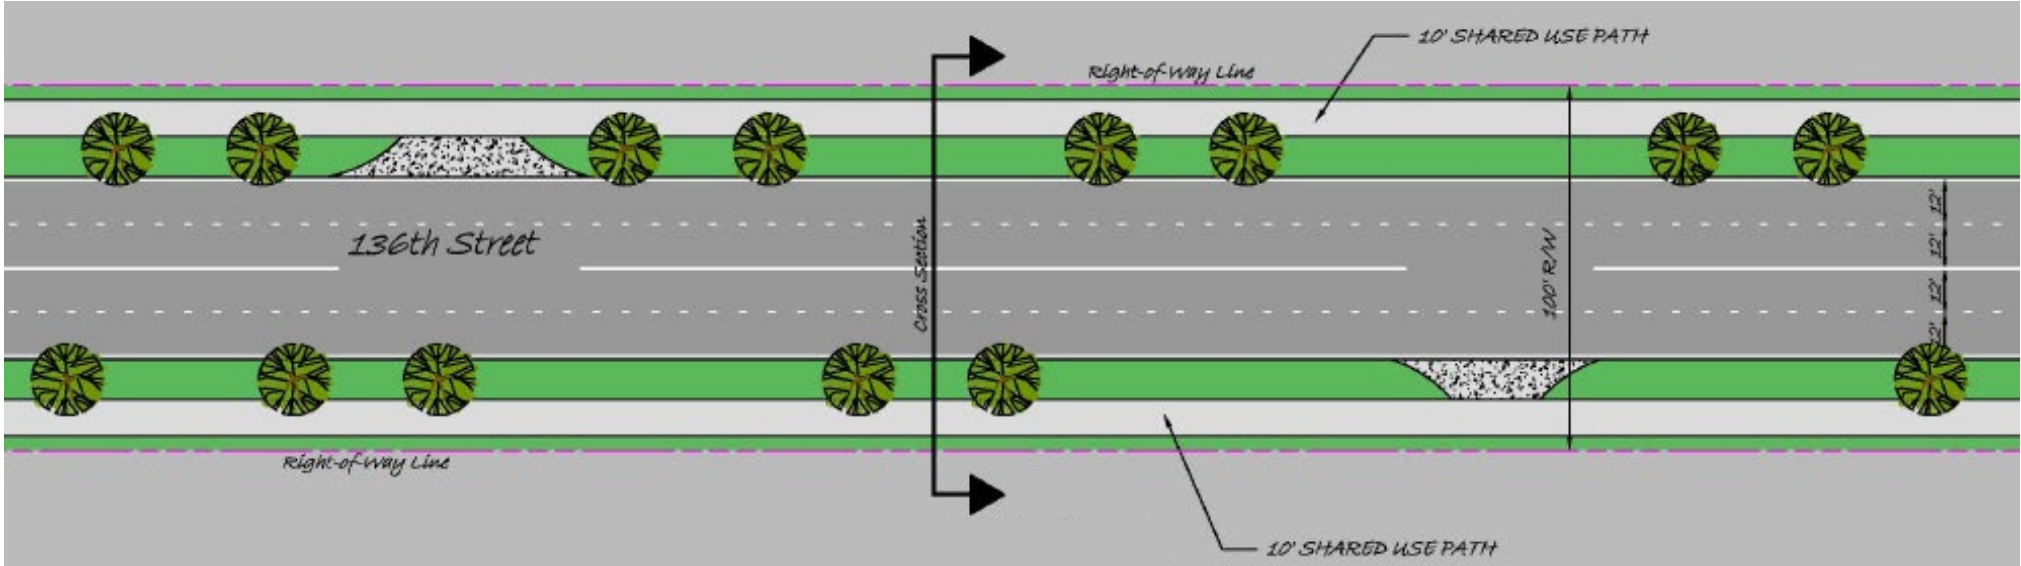 10' SHARED USE PATH
Right-of-Way Line
12'
136th Street
12'
Cross Section
100' R/W
12'
12'
Right-of-Way Line
10' SHARED USE PATH